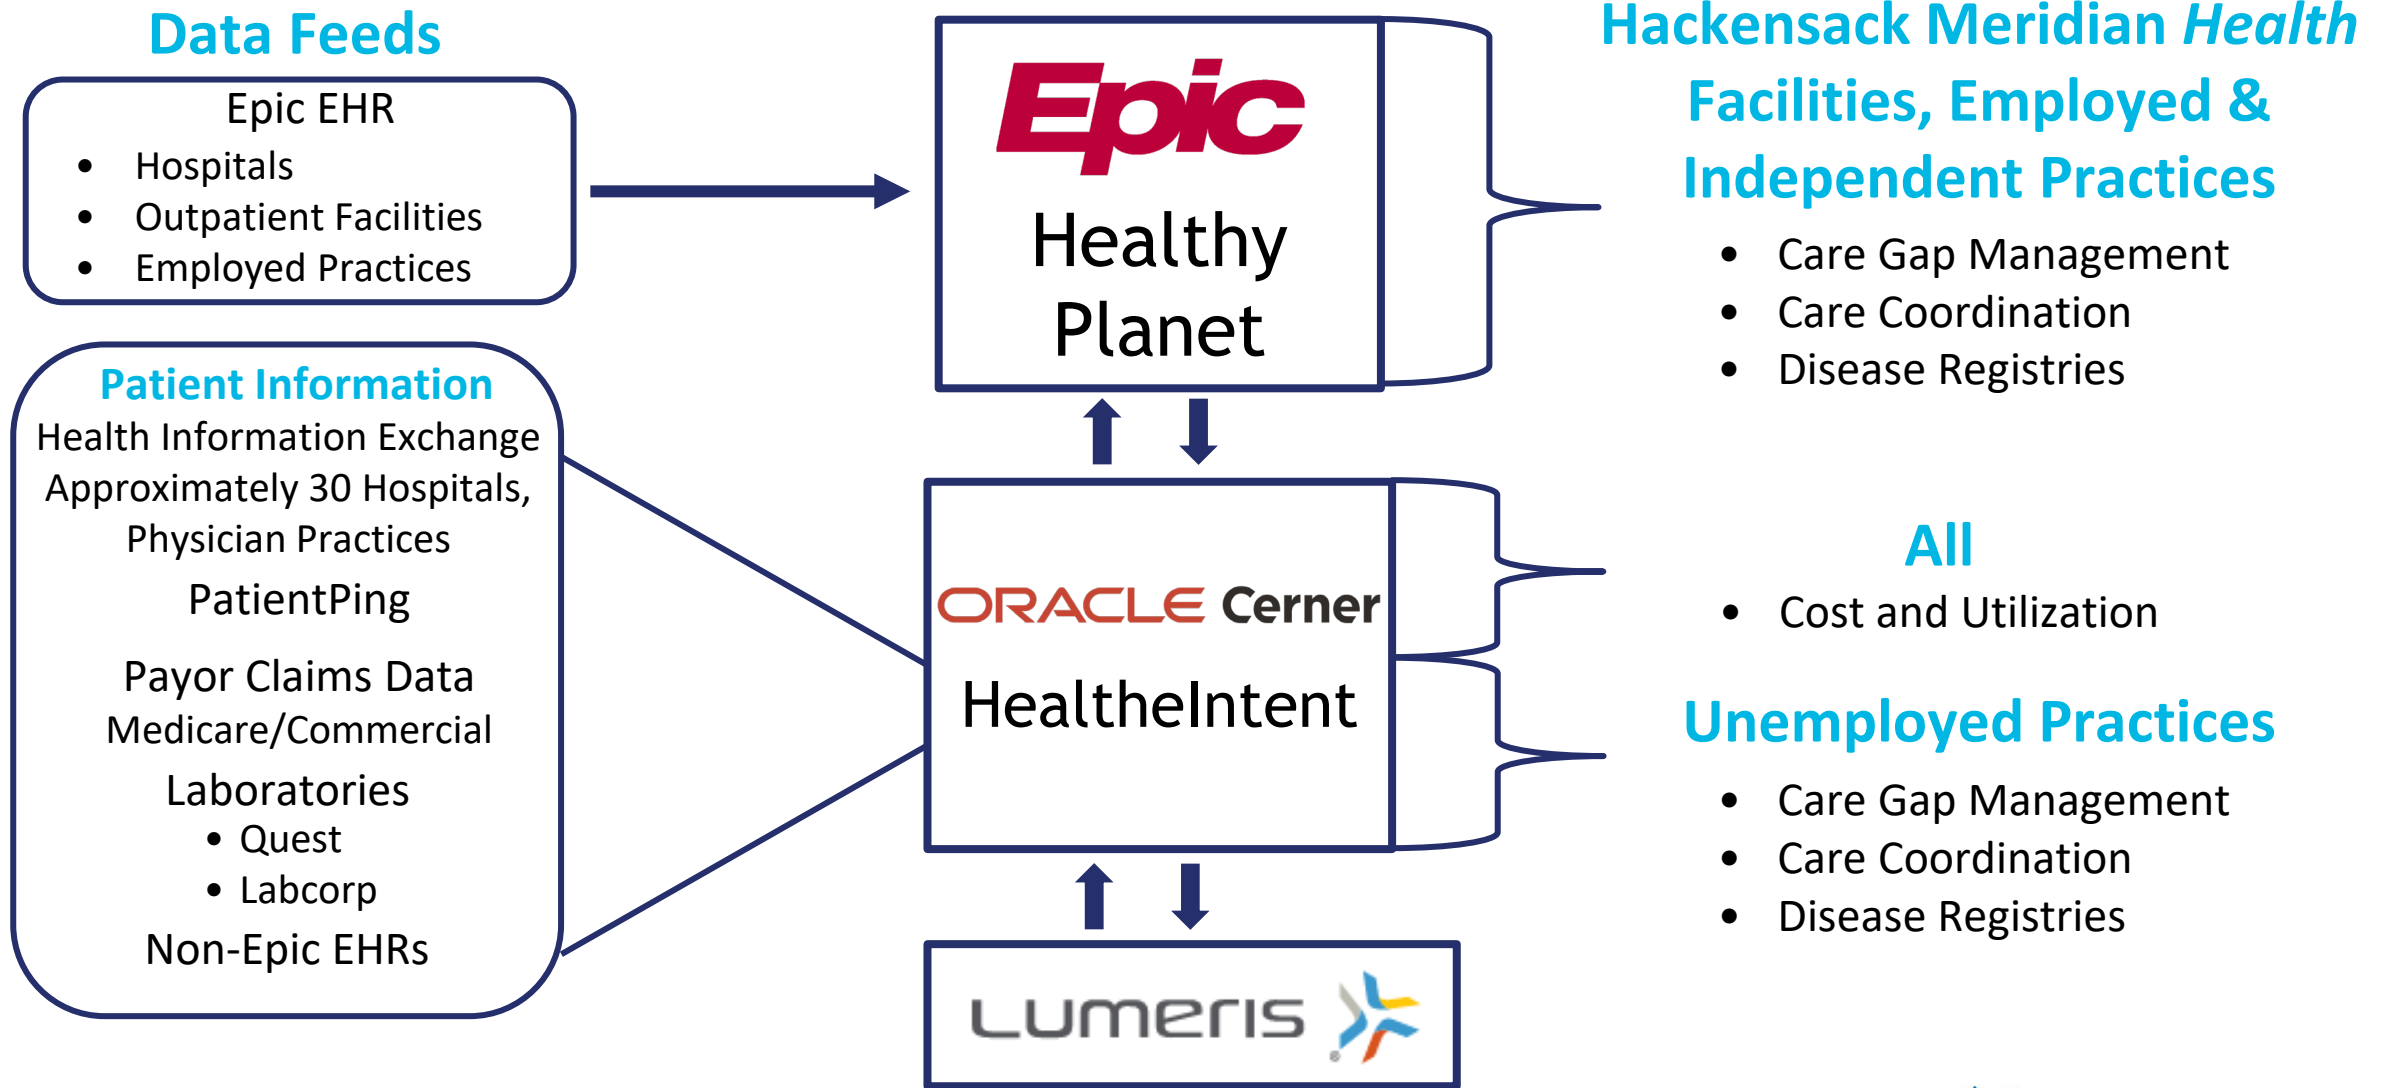 Data Feeds
Epic EHR
• Hospitals
• Outpatient Facilities
• Employed Practices
Patient Information
Health Information Exchange
Approximately 30 Hospitals,
Physician Practices
PatientPing
Payor Claims Data
Medicare/Commercial
Laboratories
• Quest
• Labcorp
Non-Epic EHRs
Epic
Healthy
Planet
ORACLE Cerner
HealtheIntent
Lumeris
Hackensack Meridian Health
Facilities, Employed &
Independent Practices
• Care Gap Management
• Care Coordination
• Disease Registries
All
• Cost and Utilization
Unemployed Practices
• Care Gap Management
• Care Coordination
• Disease Registries